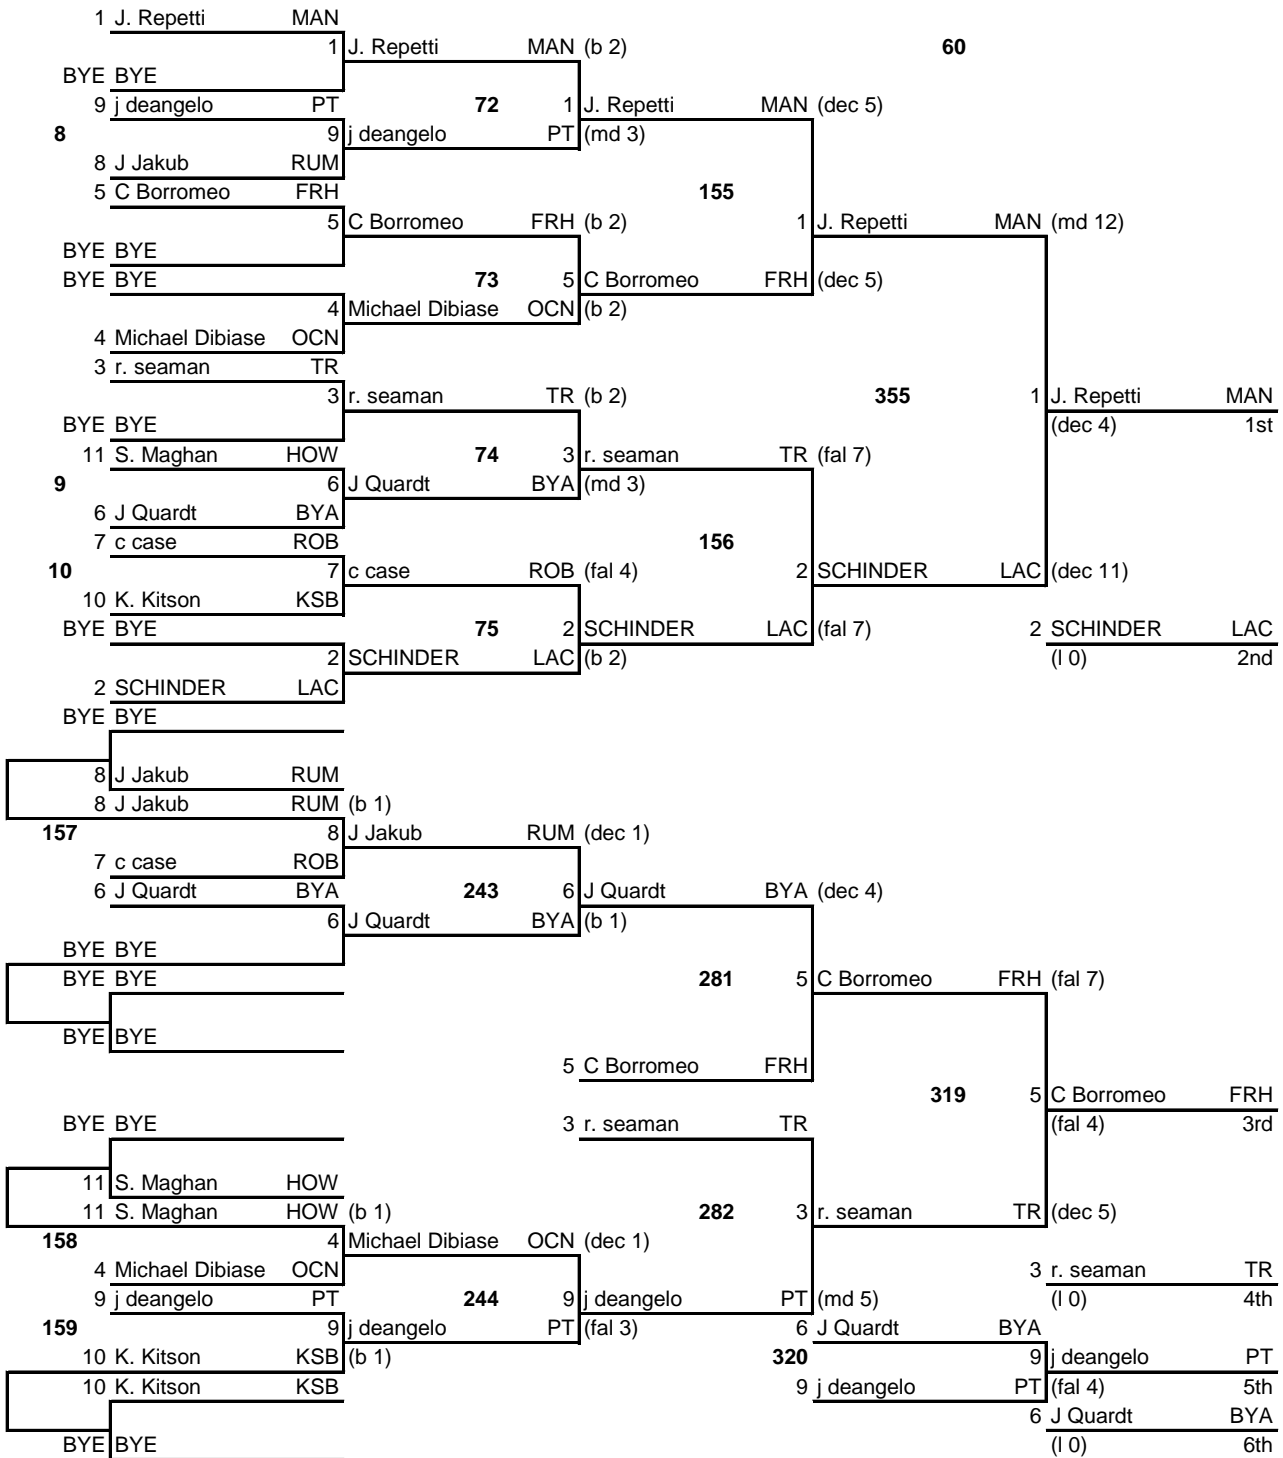 1 J. Repetti MAN
1 J. Repetti MAN (b 2) 60
BYE BYE
9 j deangelo PT 72 1 J. Repetti MAN (dec 5)
8 9 j deangelo PT (md 3)
8 J Jakub RUM
5 C Borromeo FRH 155
5 C Borromeo FRH (b 2) 1 J. Repetti MAN (md 12)
BYE BYE
BYE BYE 73 5 C Borromeo FRH (dec 5)
4 Michael Dibiase OCN (b 2)
4 Michael Dibiase OCN
3 r. seaman TR
3 r. seaman TR (b 2) 355 1 J. Repetti MAN
BYE BYE (dec 4) 1st
11 S. Maghan HOW 74 3 r. seaman TR (fal 7)
9 6 J Quardt BYA (md 3)
6 J Quardt BYA
7 c case ROB 156
10 7 c case ROB (fal 4) 2 SCHINDER LAC (dec 11)
10 K. Kitson KSB
BYE BYE 75 2 SCHINDER LAC (fal 7) 2 SCHINDER LAC
2 SCHINDER LAC (b 2) (l 0) 2nd
2 SCHINDER LAC
BYE BYE
8 J Jakub RUM
8 J Jakub RUM (b 1)
157 8 J Jakub RUM (dec 1)
7 c case ROB
6 J Quardt BYA 243 6 J Quardt BYA (dec 4)
6 J Quardt BYA (b 1)
BYE BYE
BYE BYE 281 5 C Borromeo FRH (fal 7)
BYE BYE
5 C Borromeo FRH
319 5 C Borromeo FRH
BYE BYE 3 r. seaman TR (fal 4) 3rd
11 S. Maghan HOW
11 S. Maghan HOW (b 1) 282 3 r. seaman TR (dec 5)
158 4 Michael Dibiase OCN (dec 1)
4 Michael Dibiase OCN 3 r. seaman TR
9 j deangelo PT 244 9 j deangelo PT (md 5) (l 0) 4th
159 9 j deangelo PT (fal 3) 6 J Quardt BYA
10 K. Kitson KSB (b 1) 320 9 j deangelo PT
10 K. Kitson KSB 9 j deangelo PT (fal 4) 5th
6 J Quardt BYA
BYE BYE (l 0) 6th